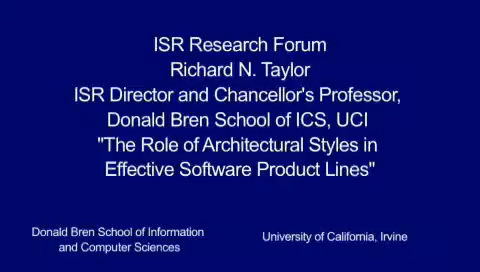 ISR Research Forum
Richard N. Taylor
ISR Director and Chancellor's Professor,
Donald Bren School of ICS, UCI
"The Role of Architectural Styles in
Effective Software Product Lines"
Donald Bren School of Information
and Computer Sciences
University of California, Irvine